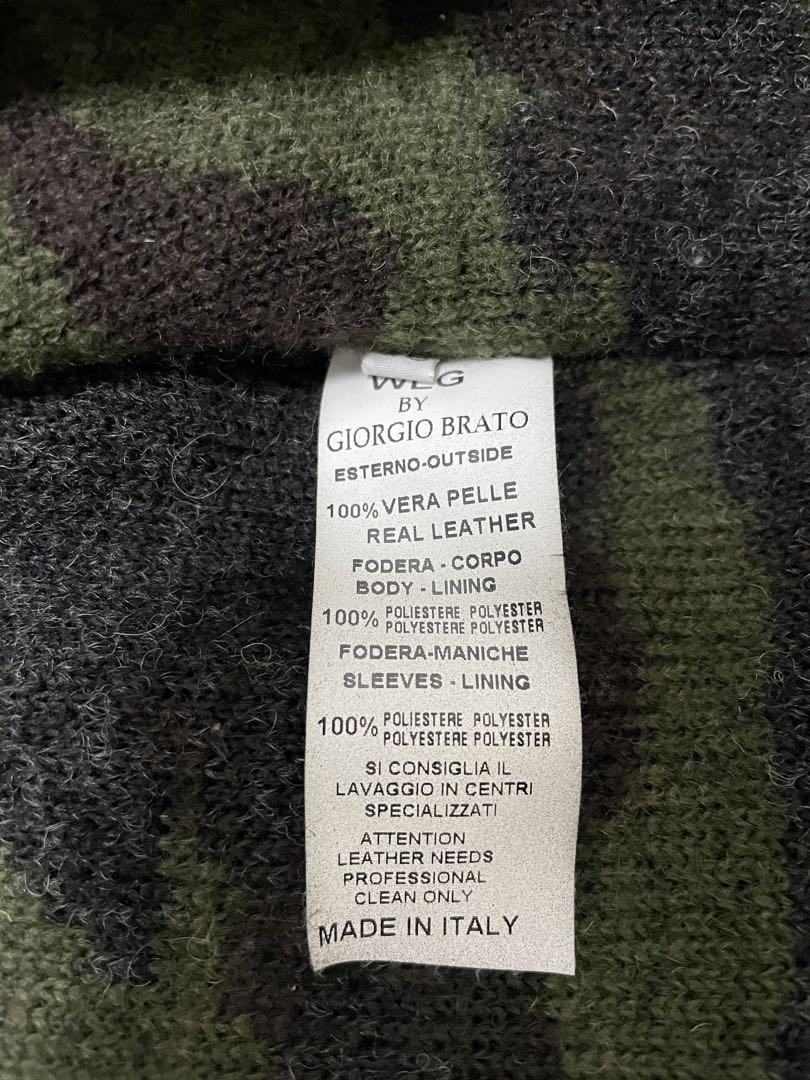 WLG
BY
GIORGIO BRATO
ESTERNO-OUTSIDE
100% VERA PELLE
REAL LEATHER
FODERA - CORPO
BODY - LINING
100% POLIESTERE POLYESTER
POLYESTERE POLYESTER
FODERA-MANICHE
SLEEVES - LINING
100% POLIESTERE POLYESTER
POLYESTERE POLYESTER
SI CONSIGLIA IL
LAVAGGIO IN CENTRI
SPECIALIZZATI
ATTENTION
LEATHER NEEDS
PROFESSIONAL
CLEAN ONLY
MADE IN ITALY